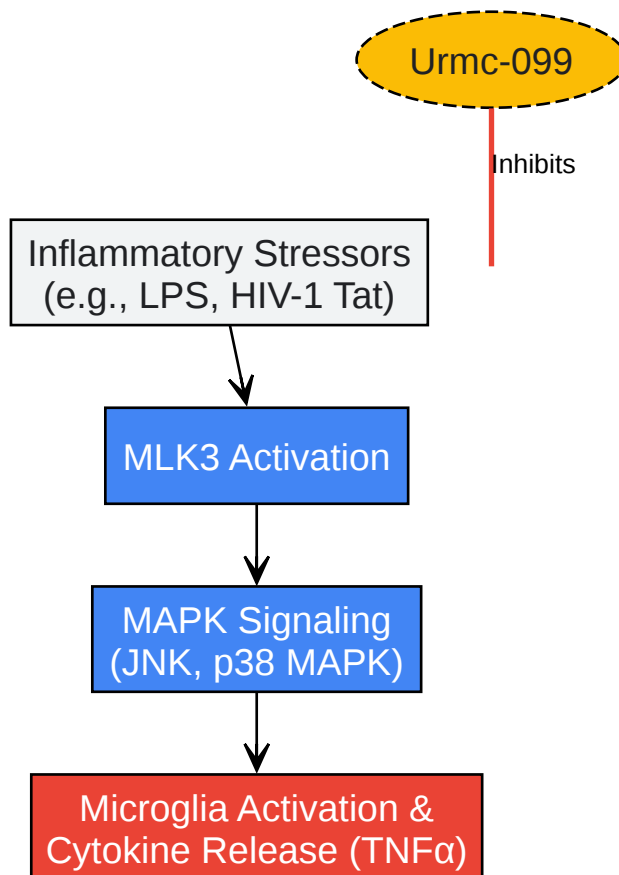 Urmc-099
Inhibits
Inflammatory Stressors
(e.g., LPS, HIV-1 Tat)
MLK3 Activation
MAPK Signaling
(JNK, p38 MAPK)
Microglia Activation &
Cytokine Release (TNFα)